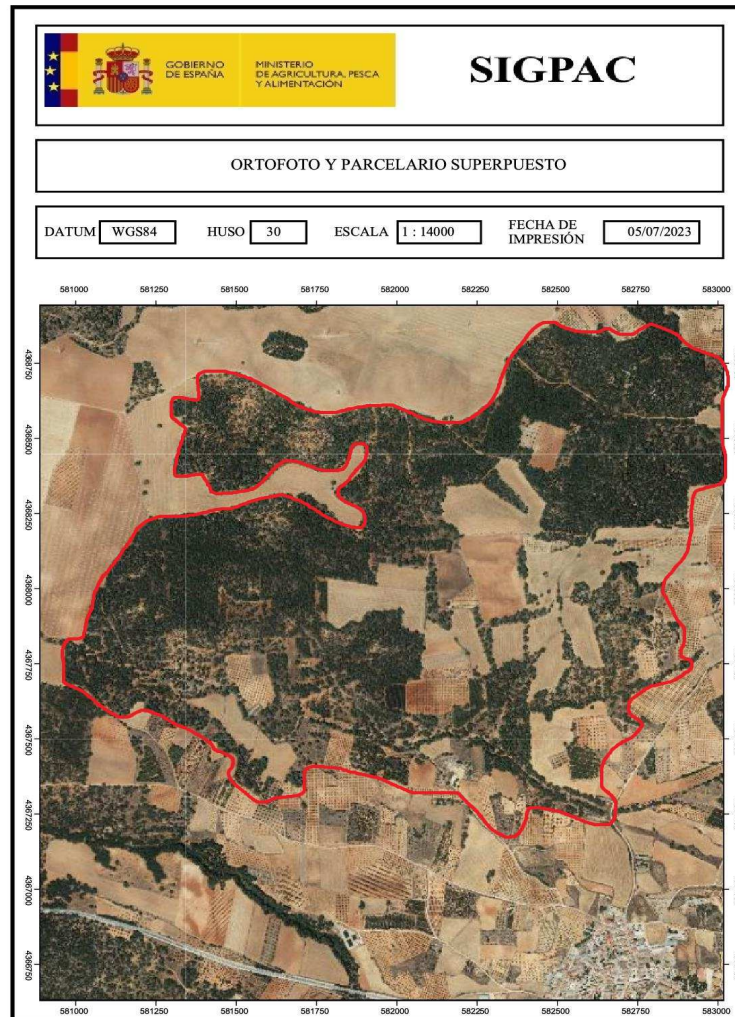 GOBIERNO
DE ESPAÑA
MINISTERIO
DE AGRICULTURA, PESCA
Y ALIMENTACIÓN
SIGPAC
ORTOFOTO Y PARCELARIO SUPERPUESTO
DATUM WGS84 HUSO 30 ESCALA 1 : 14000 FECHA DE IMPRESIÓN 05/07/2023
581000 581250 581500 581750 582000 582250 582500 582750 583000
4368750
4368500
4368250
4368000
4367750
4367500
4367250
4367000
4366750
581000 581250 581500 581750 582000 582250 582500 582750 583000